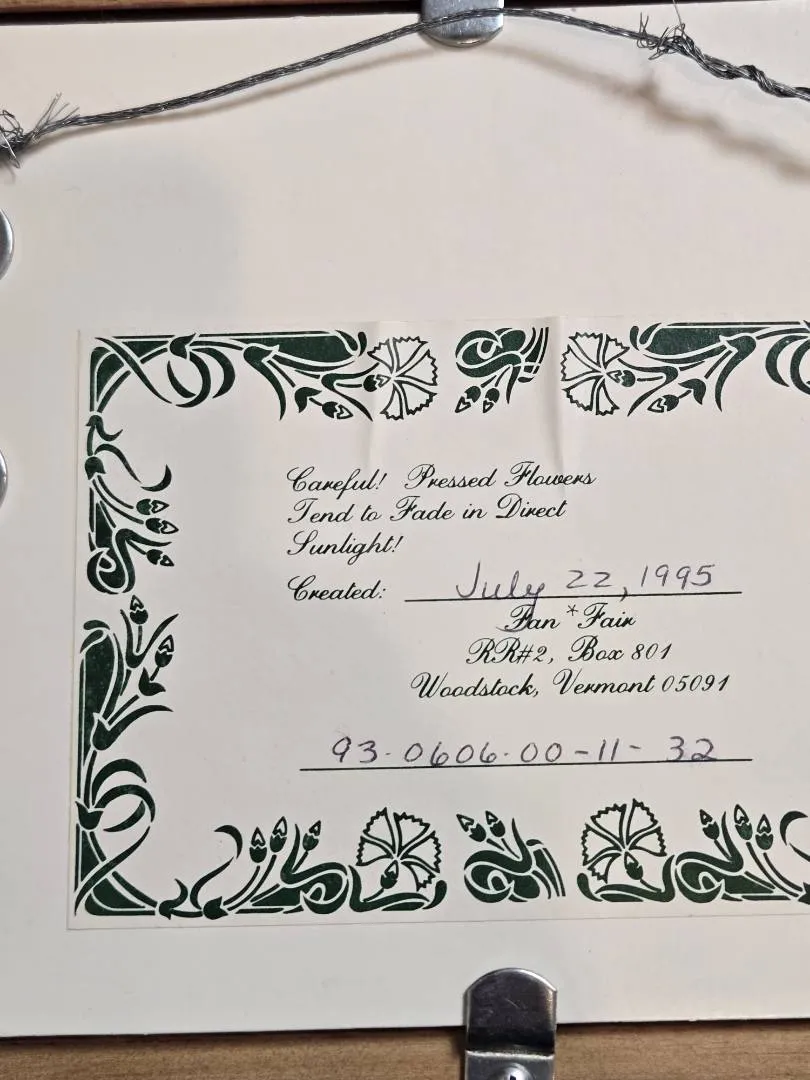 Careful! Pressed Flowers
Tend to Fade in Direct
Sunlight!
Created: July 22, 1995
Fan * Fair
RR#2, Box 801
Woodstock, Vermont 05091
93-0606-00-11-32